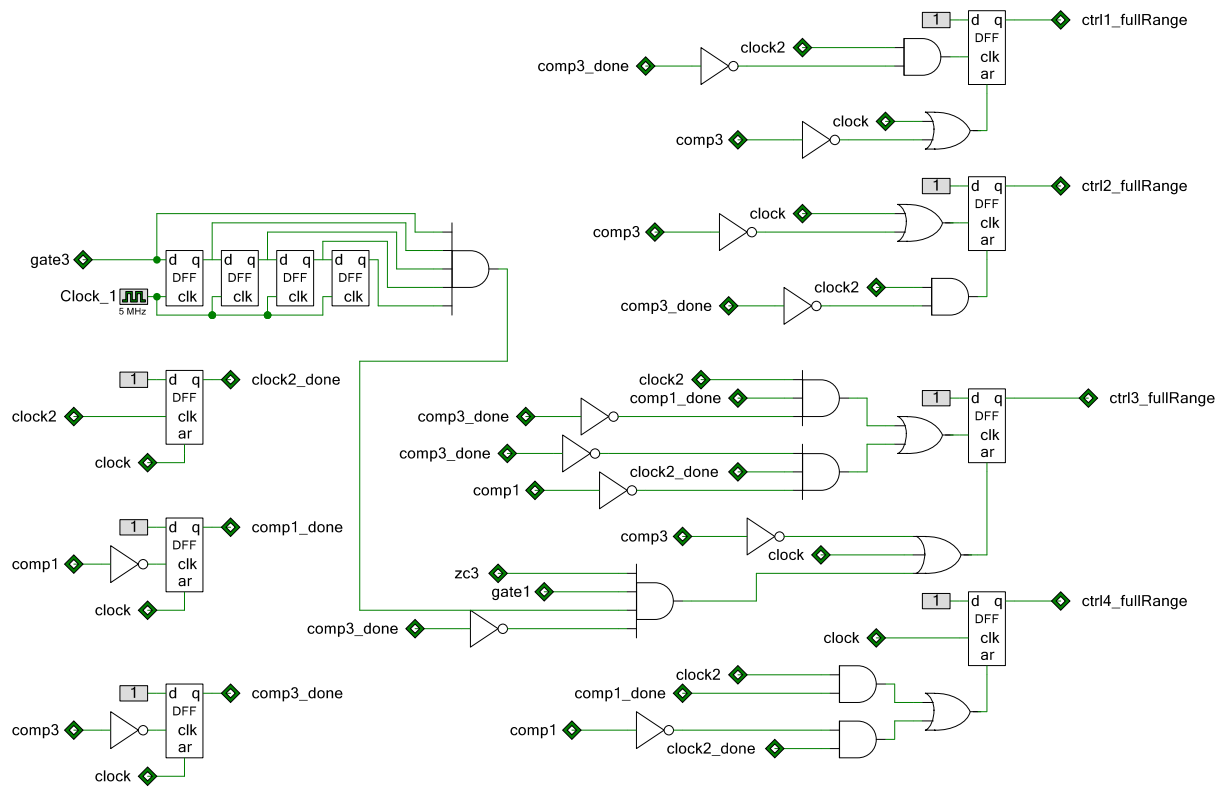 1 d q ctrl1_fullRange
DFF
clock2
clk
comp3_done
ar
clock
comp3
1 d q ctrl2_fullRange
DFF
clock
clk
comp3
ar
clock2
comp3_done
gate3
d q d q d q d q
DFF DFF DFF DFF
Clock_1 clk clk clk clk
5 MHz
1 d q clock2_done
DFF
clock2 clk
ar
clock
1 d q comp1_done
DFF
comp1 clk
ar
clock
1 d q comp3_done
DFF
comp3 clk
ar
clock
clock2
comp1_done
comp3_done
comp3_done
clock2_done
comp1
1 d q ctrl3_fullRange
DFF
clk
ar
comp3
clock
zc3
gate1
comp3_done
1 d q ctrl4_fullRange
DFF
clock clk
ar
clock2
comp1_done
comp1
clock2_done